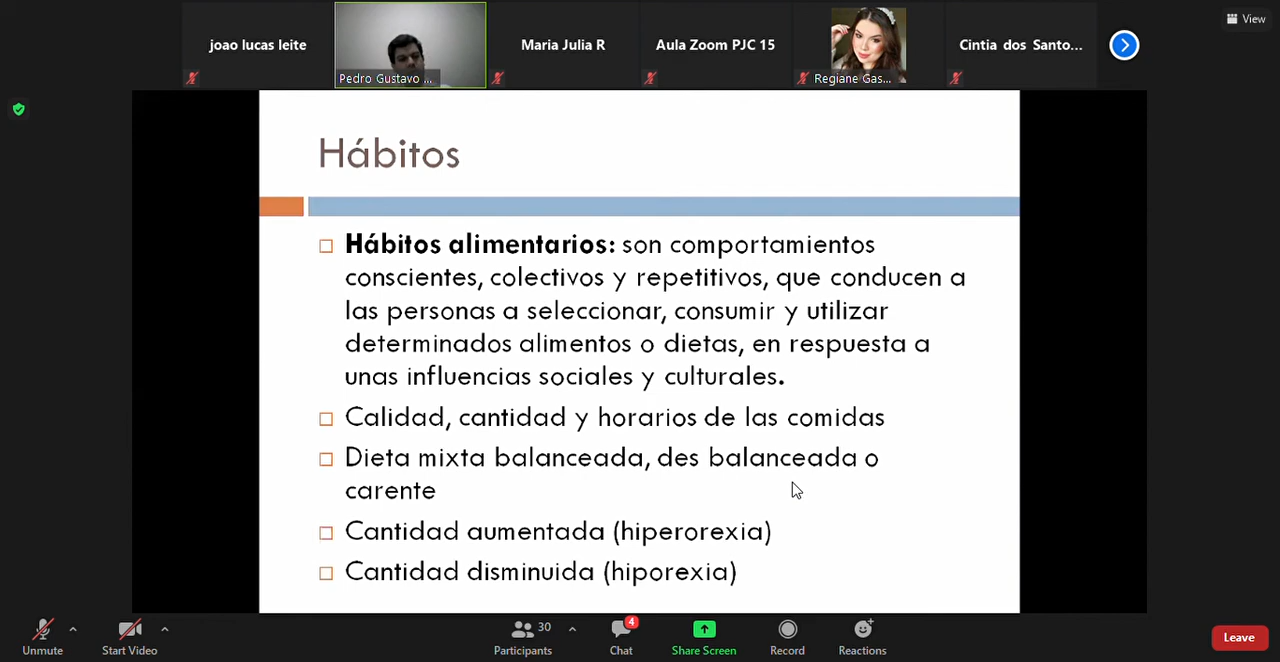 joao lucas leite
Pedro Gustavo ...
Maria Julia R
Aula Zoom PJC 15
Regiane Gas...
Cintia dos Santo...
View
Hábitos
Hábitos alimentarios: son comportamientos
conscientes, colectivos y repetitivos, que conducen a
las personas a seleccionar, consumir y utilizar
determinados alimentos o dietas, en respuesta a
unas influencias sociales y culturales.
Calidad, cantidad y horarios de las comidas
Dieta mixta balanceada, des balanceada o
carente
Cantidad aumentada (hiperorexia)
Cantidad disminuida (hiporexia)
Unmute
Start Video
30
Participants
4
Chat
Share Screen
Record
Reactions
Leave